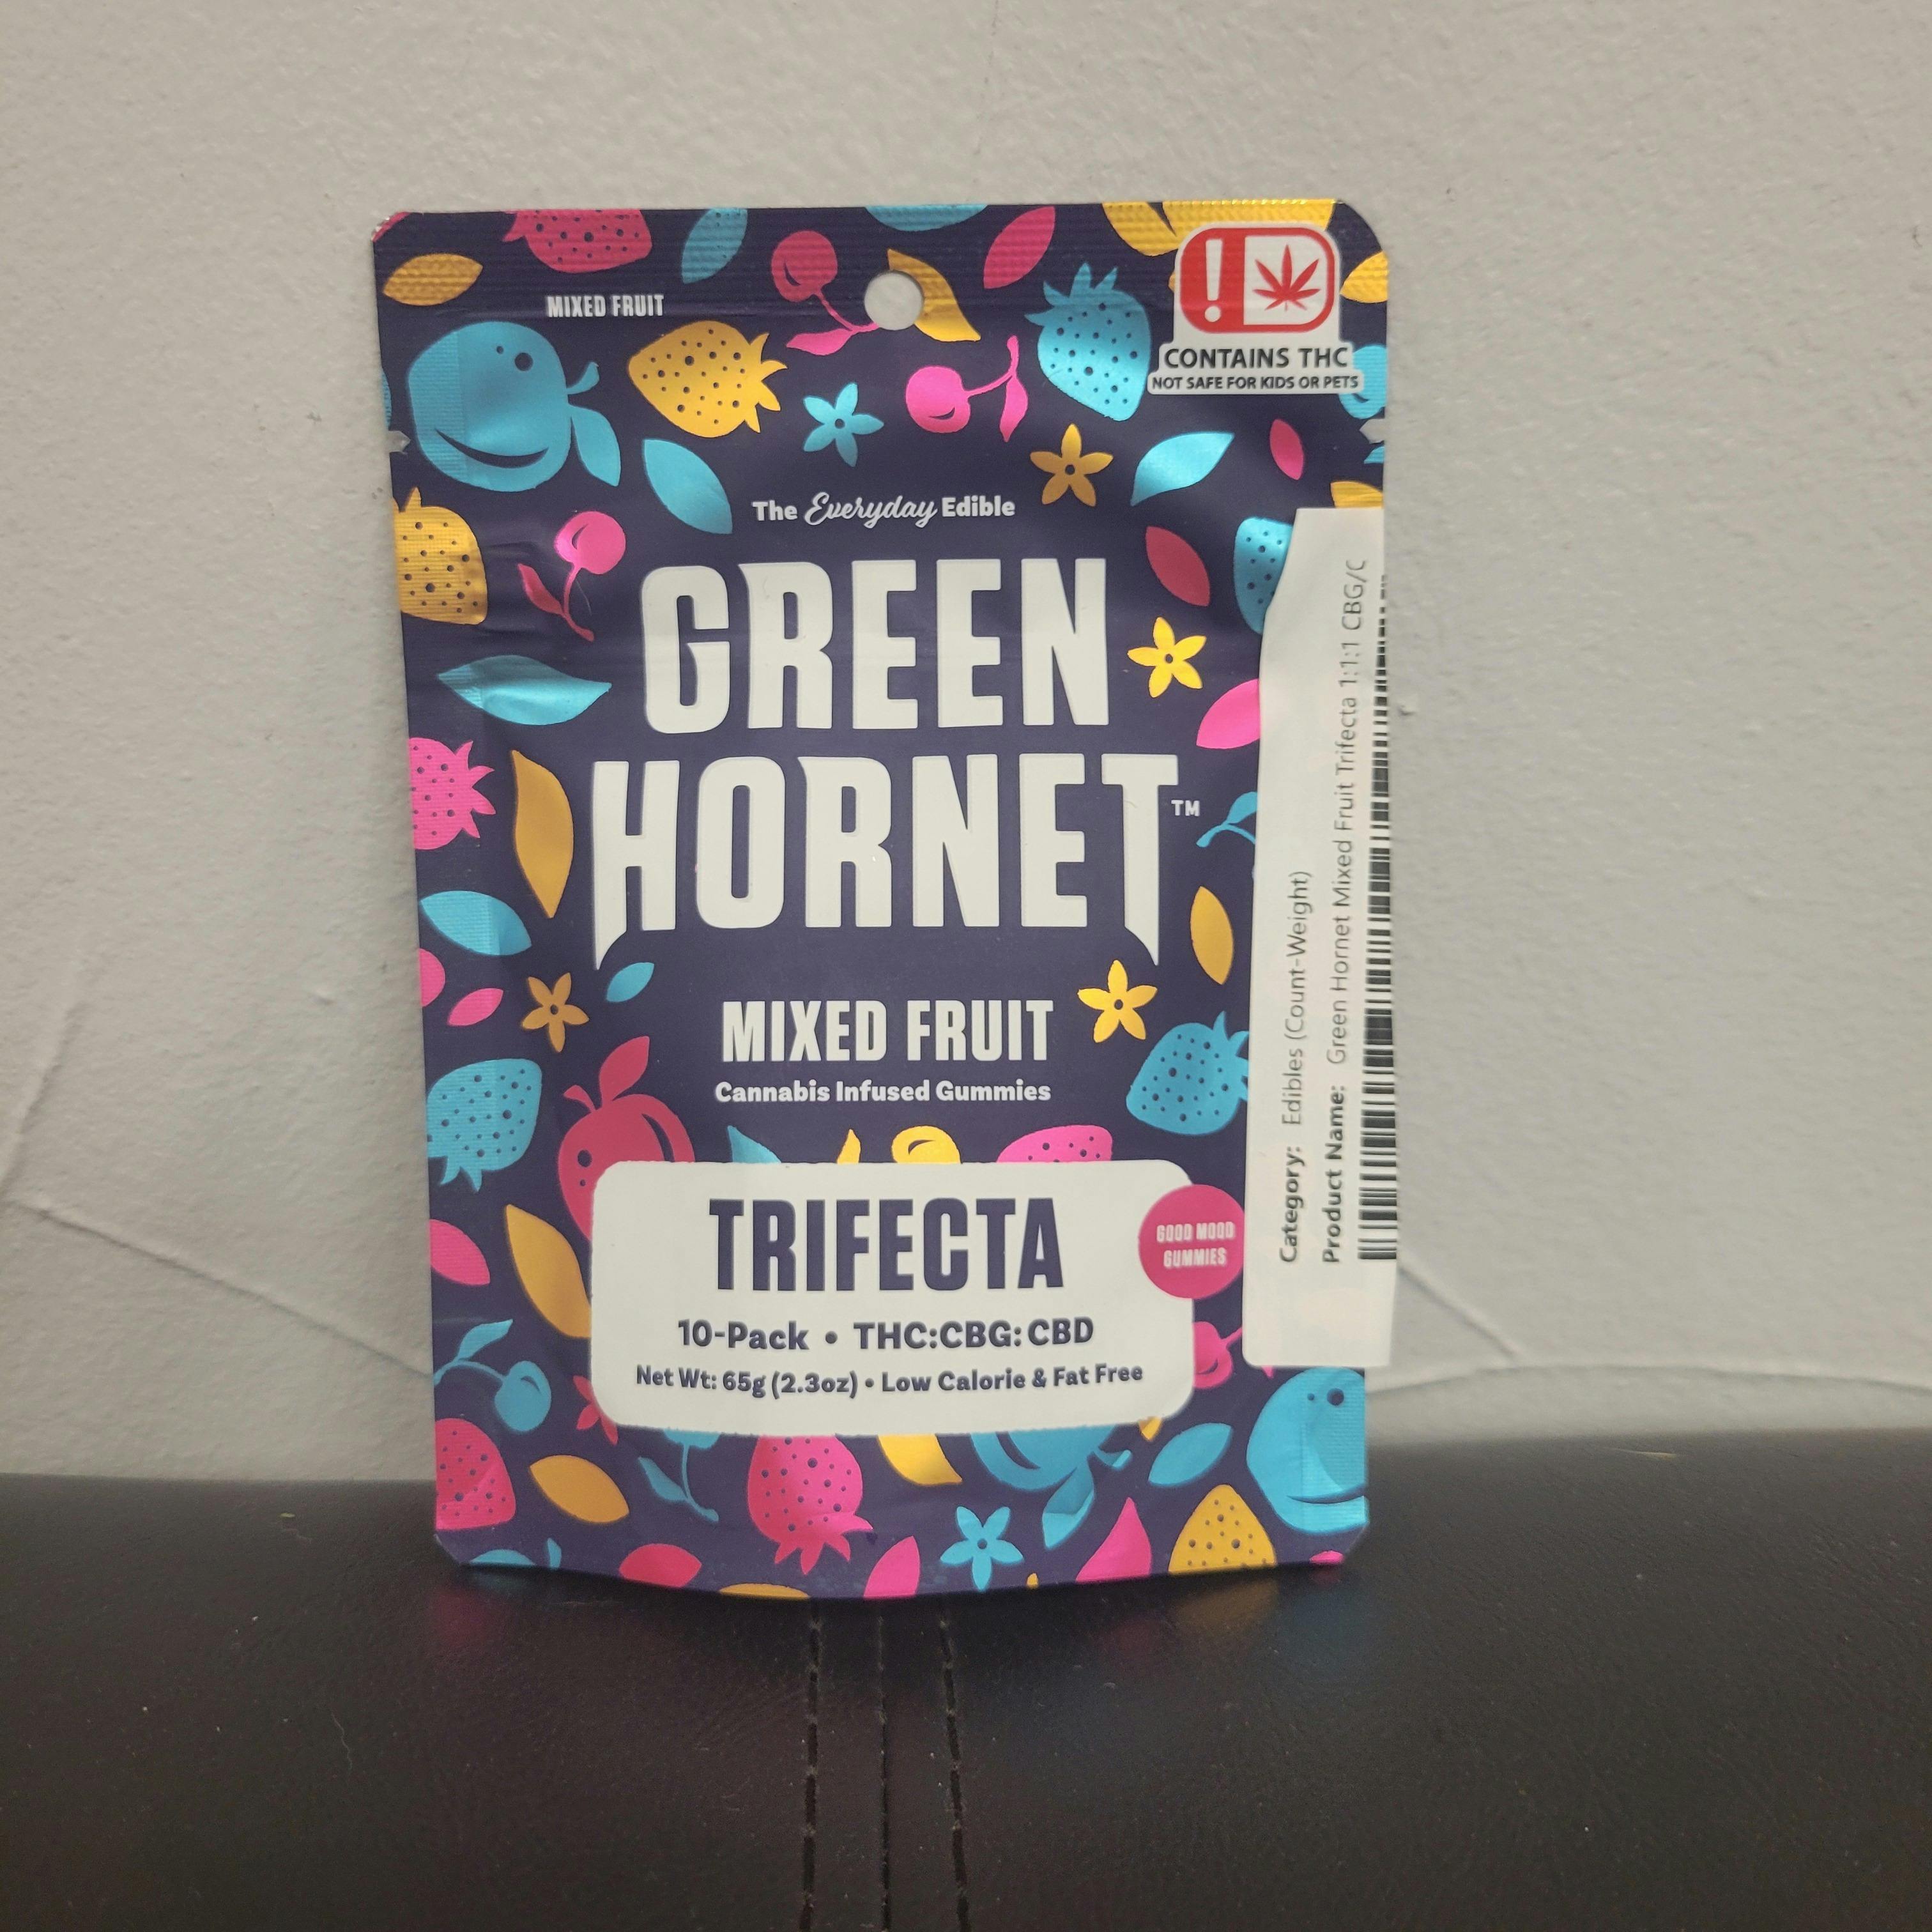 MIXED FRUIT
CONTAINS THC
NOT SAFE FOR KIDS OR PETS
The Everyday Edible
GREEN
HORNET™
MIXED FRUIT
Cannabis Infused Gummies
TRIFECTA
10-Pack • THC:CBG:CBD
Net Wt: 65g (2.3oz) • Low Calorie & Fat Free
GOOD MOOD
GUMMIES
Category: Edibles (Count-Weight)
Product Name: Green Hornet Mixed Fruit Trifecta 1:1:1 CBG/C